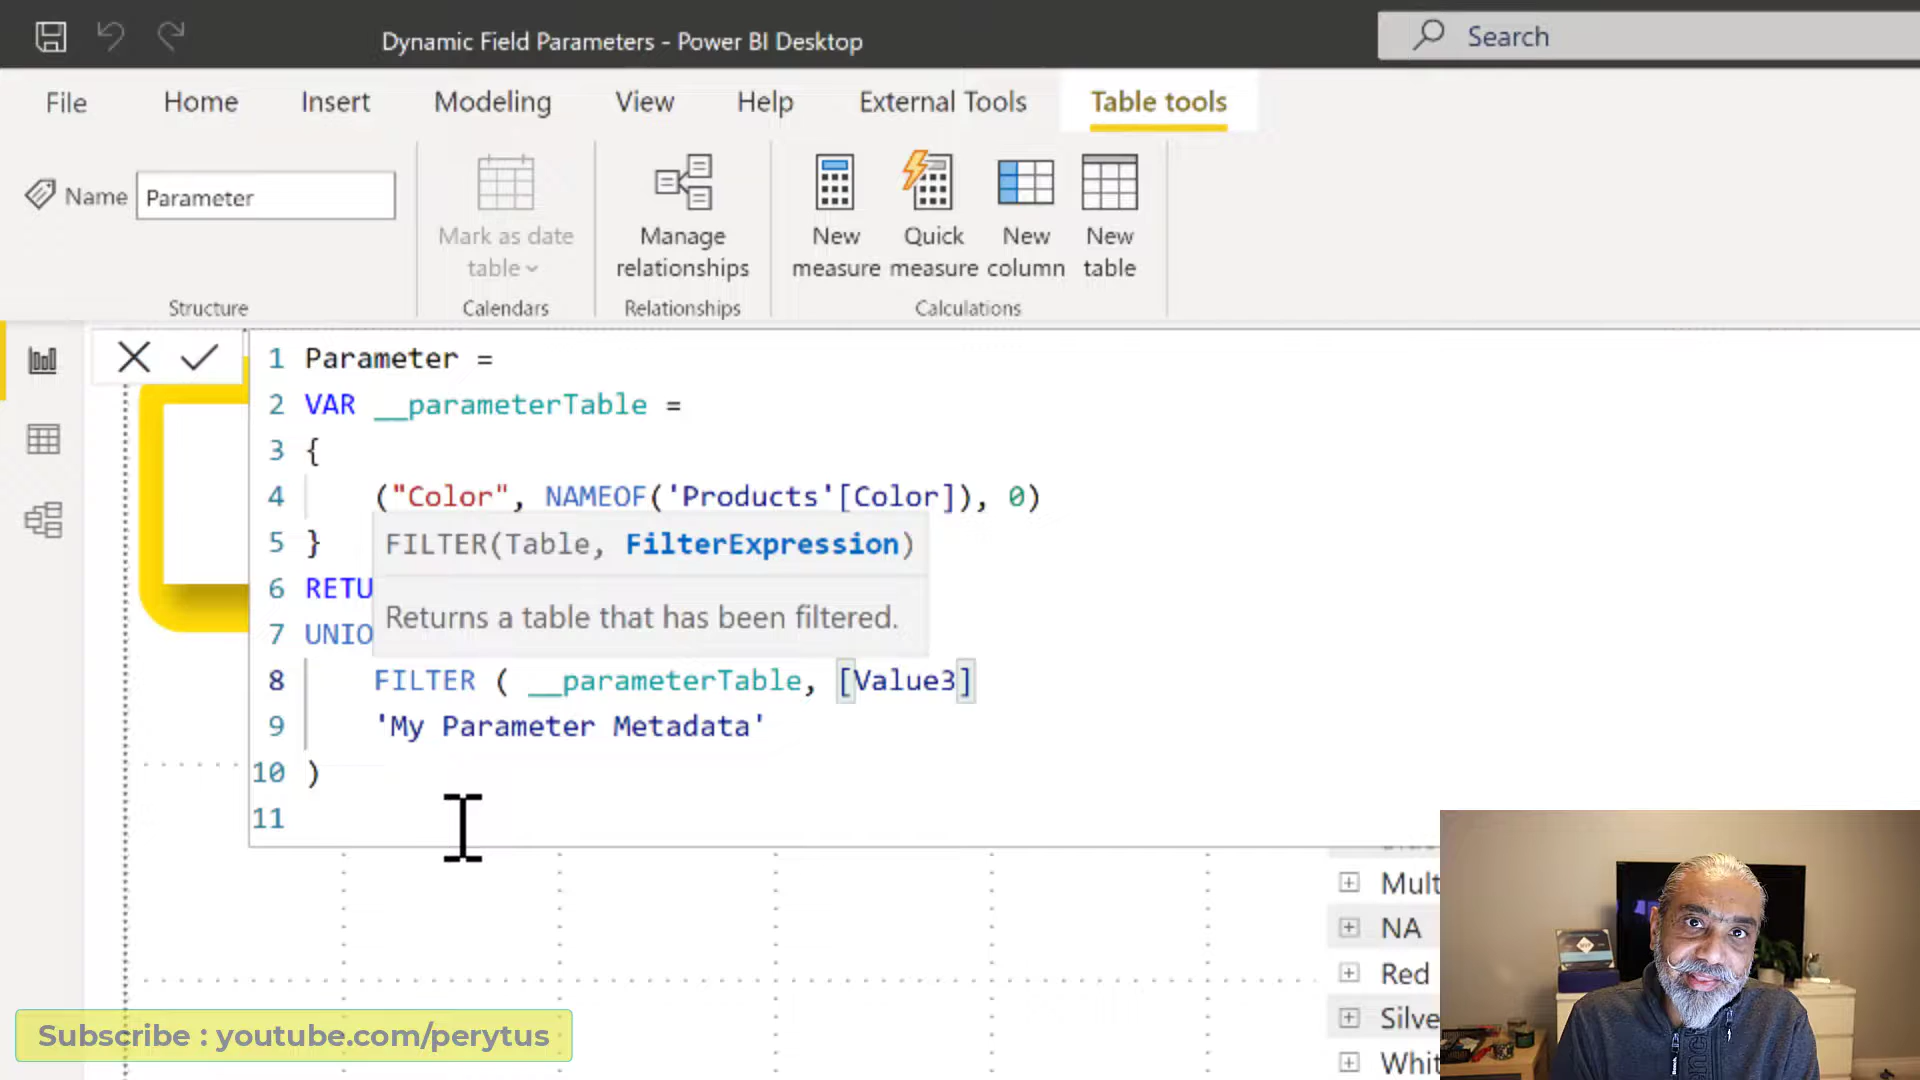 Dynamic Field Parameters - Power BI Desktop
Search
File Home Insert Modeling View Help External Tools Table tools
Name Parameter
Mark as date table
Manage relationships
New measure
Quick measure
New column
New table
Structure Calendars Relationships Calculations
1 Parameter =
2 VAR __parameterTable =
3 {
4 ("Color", NAMEOF('Products'[Color]), 0)
5 }
FILTER(Table, FilterExpression)
6 RETU
Returns a table that has been filtered.
7 UNIO
8 FILTER ( __parameterTable, [Value3]
9 'My Parameter Metadata'
10 )
11
Mult
NA
Red
Silve
Whit
Subscribe : youtube.com/perytus